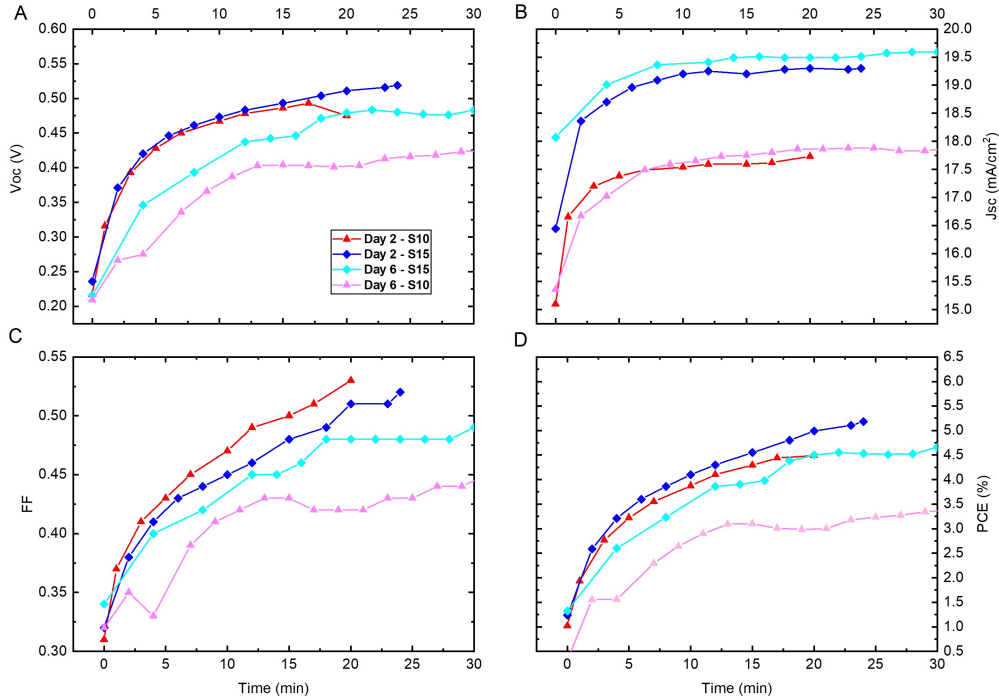 A
0 5 10 15 20 25 30
B
0 5 10 15 20 25 30
0.60
0.50
0.45
0.40
0.35
0.30
0.25
0.20
Voc (V)
Day 2 - S10
Day 2 - S15
Day 6 - S15
Day 6 - S10
20.0
19.5
19.0
18.5
18.0
17.5
17.0
16.5
16.0
15.5
15.0
Jsc (mA/cm²)
C
0.55
0.50
0.45
0.40
0.35
0.30
FF
0 5 10 15 20 25 30
Time (min)
D
6.5
6.0
5.5
5.0
4.5
4.0
3.5
3.0
2.5
2.0
1.5
1.0
0.5
PCE (%)
0 5 10 15 20 25 30
Time (min)